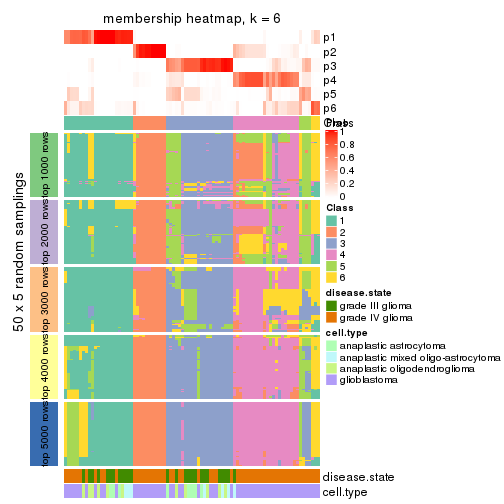 membership heatmap, k = 6
p1
p2
p3
p4
p5
p6
Class
Prob
1
0.8
0.6
0.4
0.2
0
Class
1
2
3
4
5
6
disease.state
grade III glioma
grade IV glioma
cell.type
anaplastic astrocytoma
anaplastic mixed oligo-astrocytoma
anaplastic oligodendroglioma
glioblastoma
50 x 5 random samplings
top 1000 rows
top 2000 rows
top 3000 rows
top 4000 rows
top 5000 rows
disease.state
cell.type